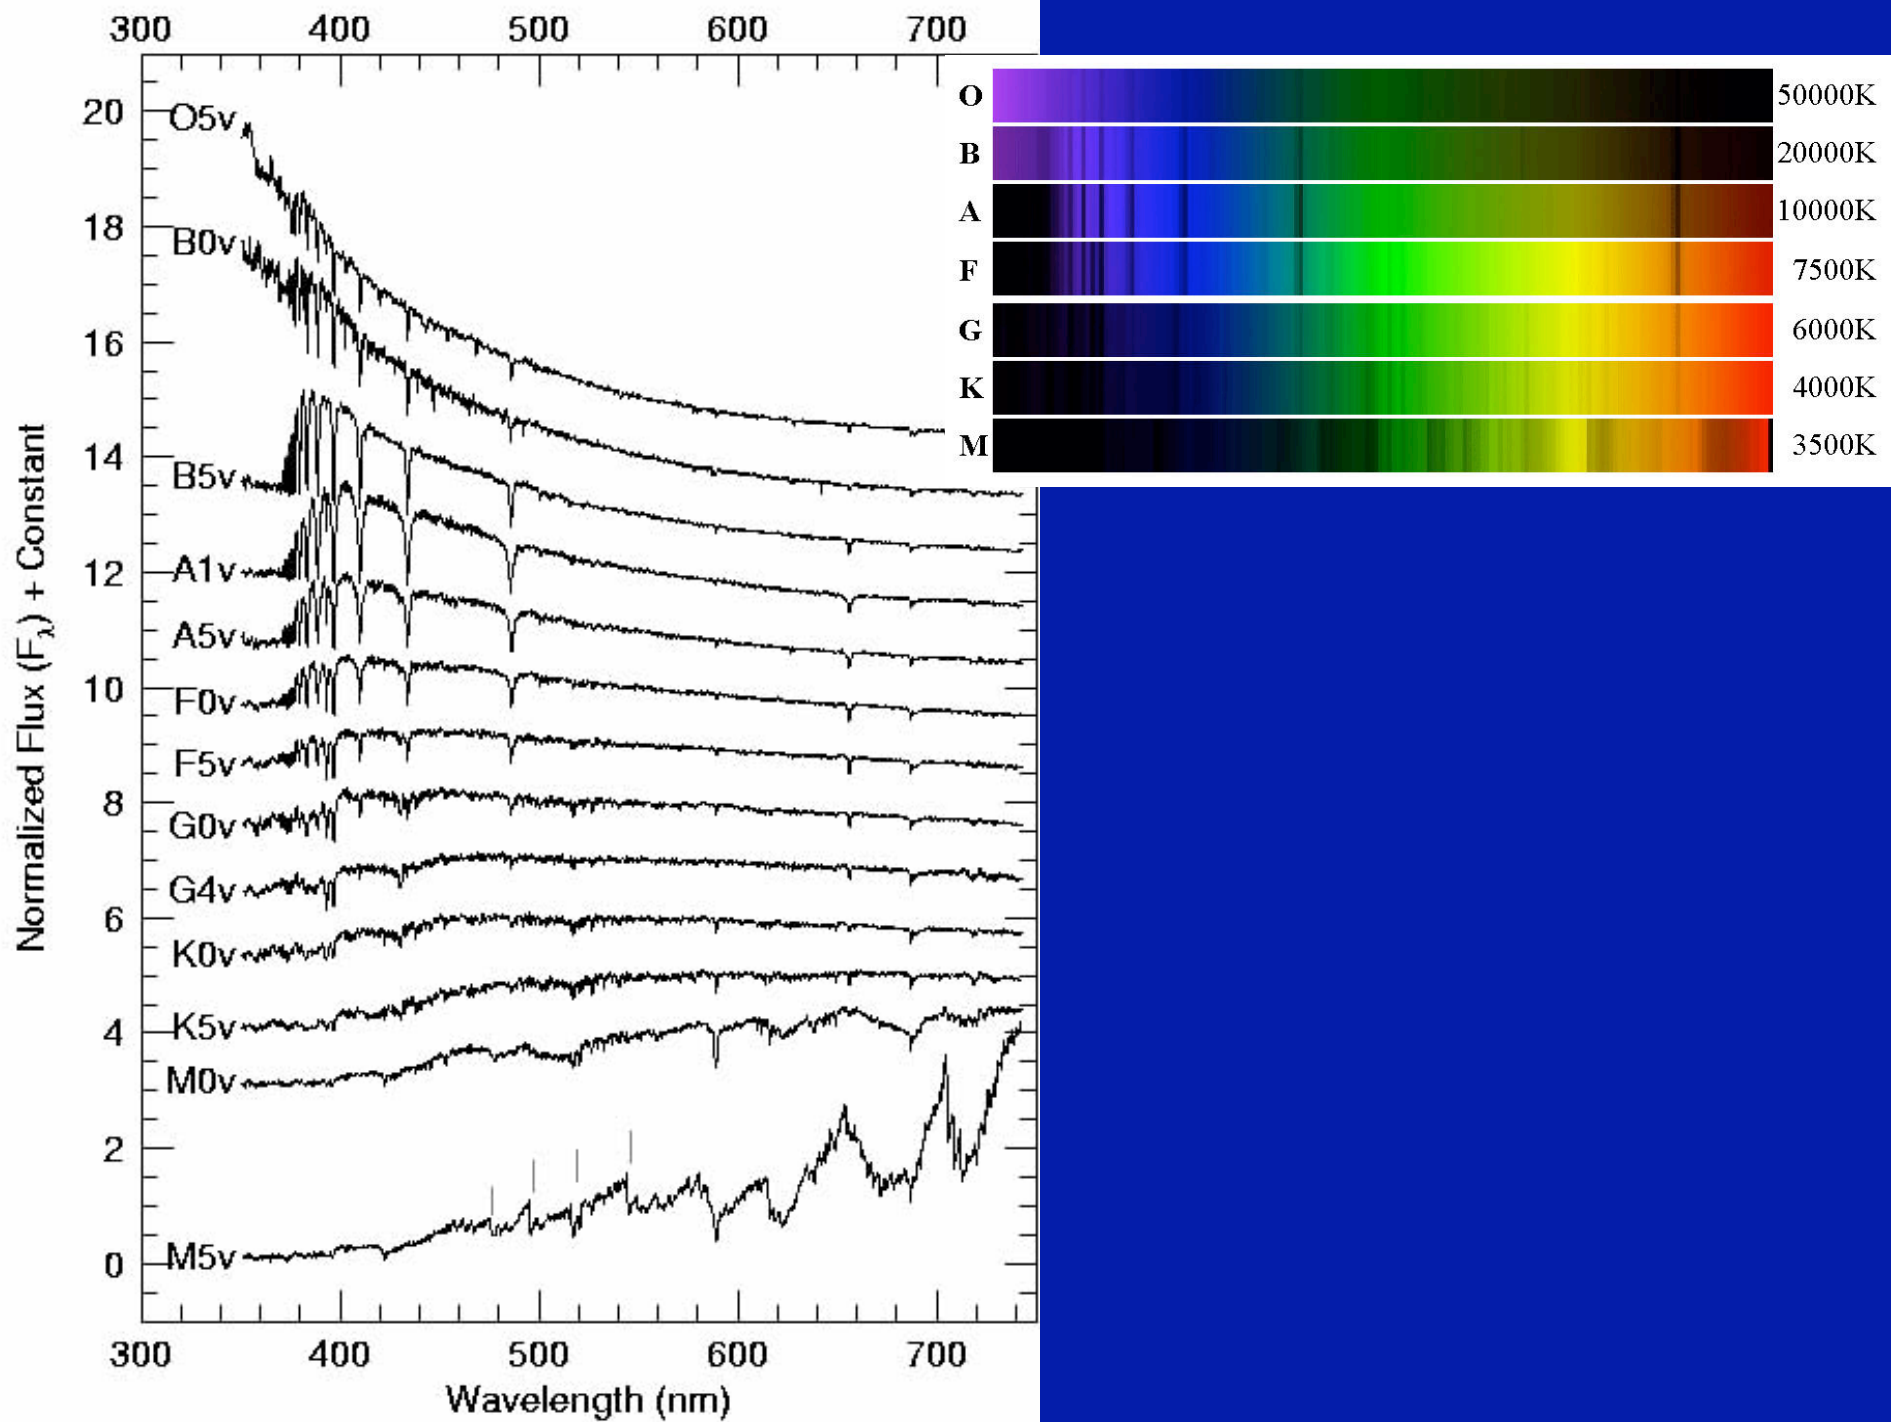 300 400 500 600 700
20
18
16
14
12
10
8
6
4
2
0
O5v
B0v
B5v
A1v
A5v
F0v
F5v
G0v
G4v
K0v
K5v
M0v
M5v
Normalized Flux (Fλ) + Constant
300 400 500 600 700
Wavelength (nm)
O 50000K
B 20000K
A 10000K
F 7500K
G 6000K
K 4000K
M 3500K